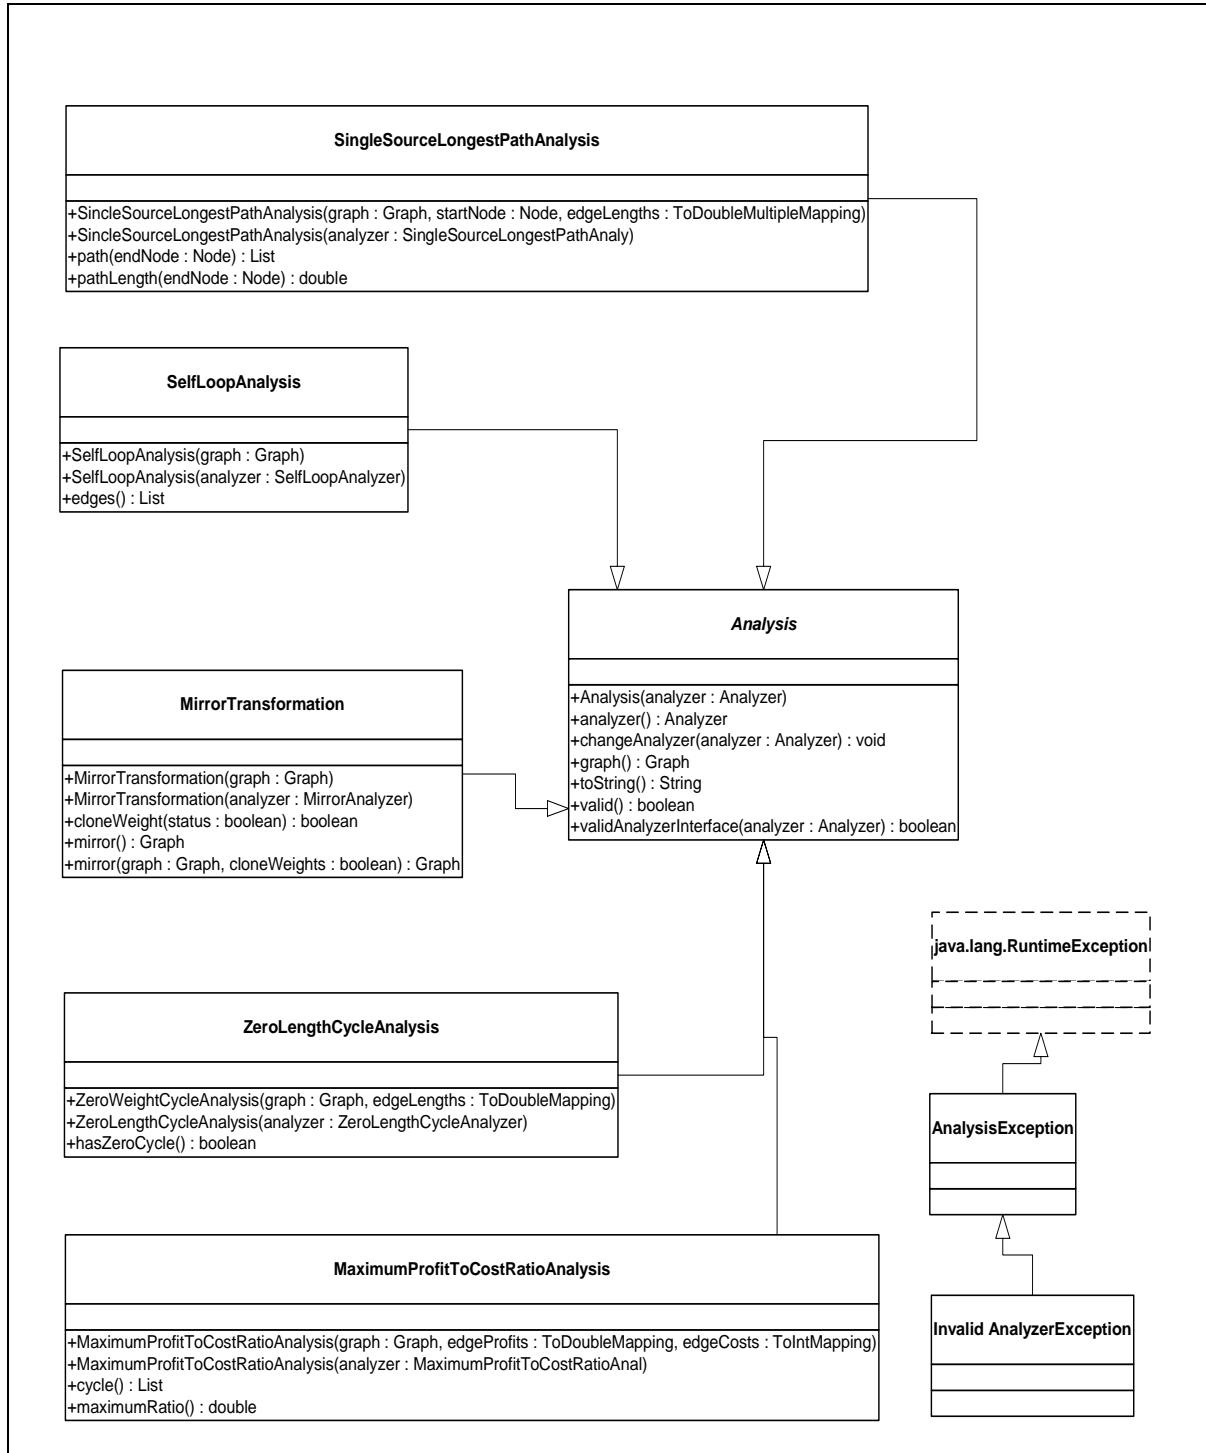 SingleSourceLongestPathAnalysis
+SincleSourceLongestPathAnalysis(graph : Graph, startNode : Node, edgeLengths : ToDoubleMultipleMapping)
+SincleSourceLongestPathAnalysis(analyzer : SingleSourceLongestPathAnaly)
+path(endNode : Node) : List
+pathLength(endNode : Node) : double
SelfLoopAnalysis
+SelfLoopAnalysis(graph : Graph)
+SelfLoopAnalysis(analyzer : SelfLoopAnalyzer)
+edges() : List
Analysis
+Analysis(analyzer : Analyzer)
+analyzer() : Analyzer
+changeAnalyzer(analyzer : Analyzer) : void
+graph() : Graph
+toString() : String
+valid() : boolean
+validAnalyzerInterface(analyzer : Analyzer) : boolean
MirrorTransformation
+MirrorTransformation(graph : Graph)
+MirrorTransformation(analyzer : MirrorAnalyzer)
+cloneWeight(status : boolean) : boolean
+mirror() : Graph
+mirror(graph : Graph, cloneWeights : boolean) : Graph
java.lang.RuntimeException
ZeroLengthCycleAnalysis
+ZeroWeightCycleAnalysis(graph : Graph, edgeLengths : ToDoubleMapping)
+ZeroLengthCycleAnalysis(analyzer : ZeroLengthCycleAnalyzer)
+hasZeroCycle() : boolean
AnalysisException
MaximumProfitToCostRatioAnalysis
+MaximumProfitToCostRatioAnalysis(graph : Graph, edgeProfits : ToDoubleMapping, edgeCosts : ToIntMapping)
+MaximumProfitToCostRatioAnalysis(analyzer : MaximumProfitToCostRatioAnal)
+cycle() : List
+maximumRatio() : double
Invalid AnalyzerException